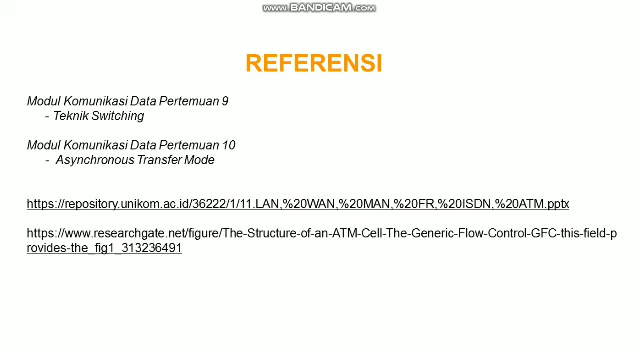 www.BANDICAM.com
REFERENSI
Modul Komunikasi Data Pertemuan 9
- Teknik Switching
Modul Komunikasi Data Pertemuan 10
- Asynchronous Transfer Mode
https://repository.unikom.ac.id/36222/1/11.LAN,%20WAN,%20MAN,%20FR,%20ISDN,%20ATM.pptx
https://www.researchgate.net/figure/The-Structure-of-an-ATM-Cell-The-Generic-Flow-Control-GFC-this-field-p
rovides-the_fig1_313236491